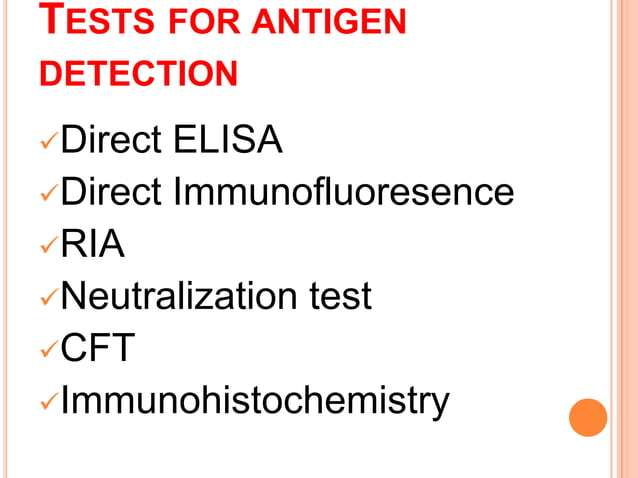 TESTS FOR ANTIGEN
DETECTION
✓Direct ELISA
✓Direct Immunofluoresence
✓RIA
✓Neutralization test
✓CFT
✓Immunohistochemistry